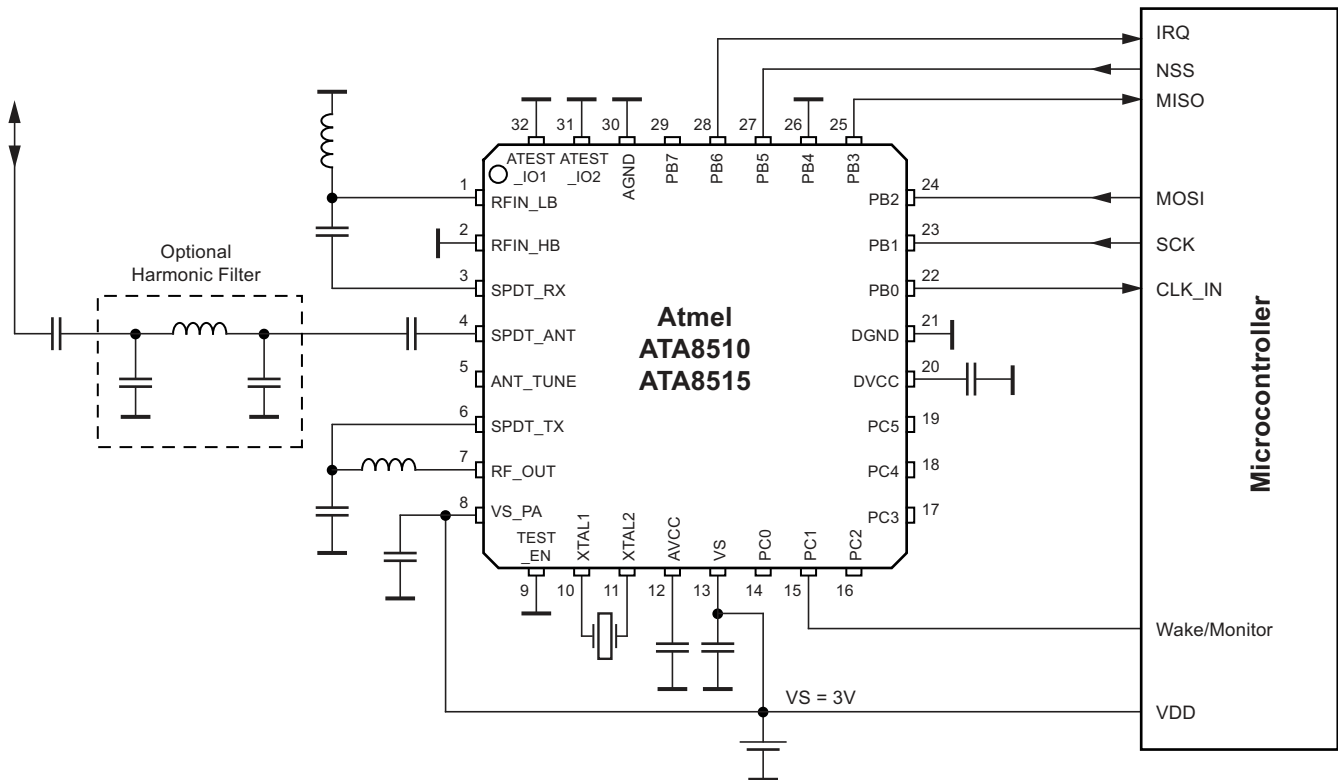 IRQ
NSS
MISO
32
31
30
29
28
27
26
25
ATEST
_IO1
ATEST
_IO2
AGND
PB7
PB6
PB5
PB4
PB3
1
RFIN_LB
2
RFIN_HB
3
SPDT_RX
4
SPDT_ANT
5
ANT_TUNE
6
SPDT_TX
7
RF_OUT
8
VS_PA
Optional
Harmonic Filter
Atmel
ATA8510
ATA8515
PB2
24
MOSI
PB1
23
SCK
PB0
22
CLK_IN
DGND
21
DVCC
20
PC5
19
PC4
18
PC3
17
Microcontroller
TEST
_EN
XTAL1
XTAL2
AVCC
VS
PC0
PC1
PC2
9
10
11
12
13
14
15
16
Wake/Monitor
VS = 3V
VDD